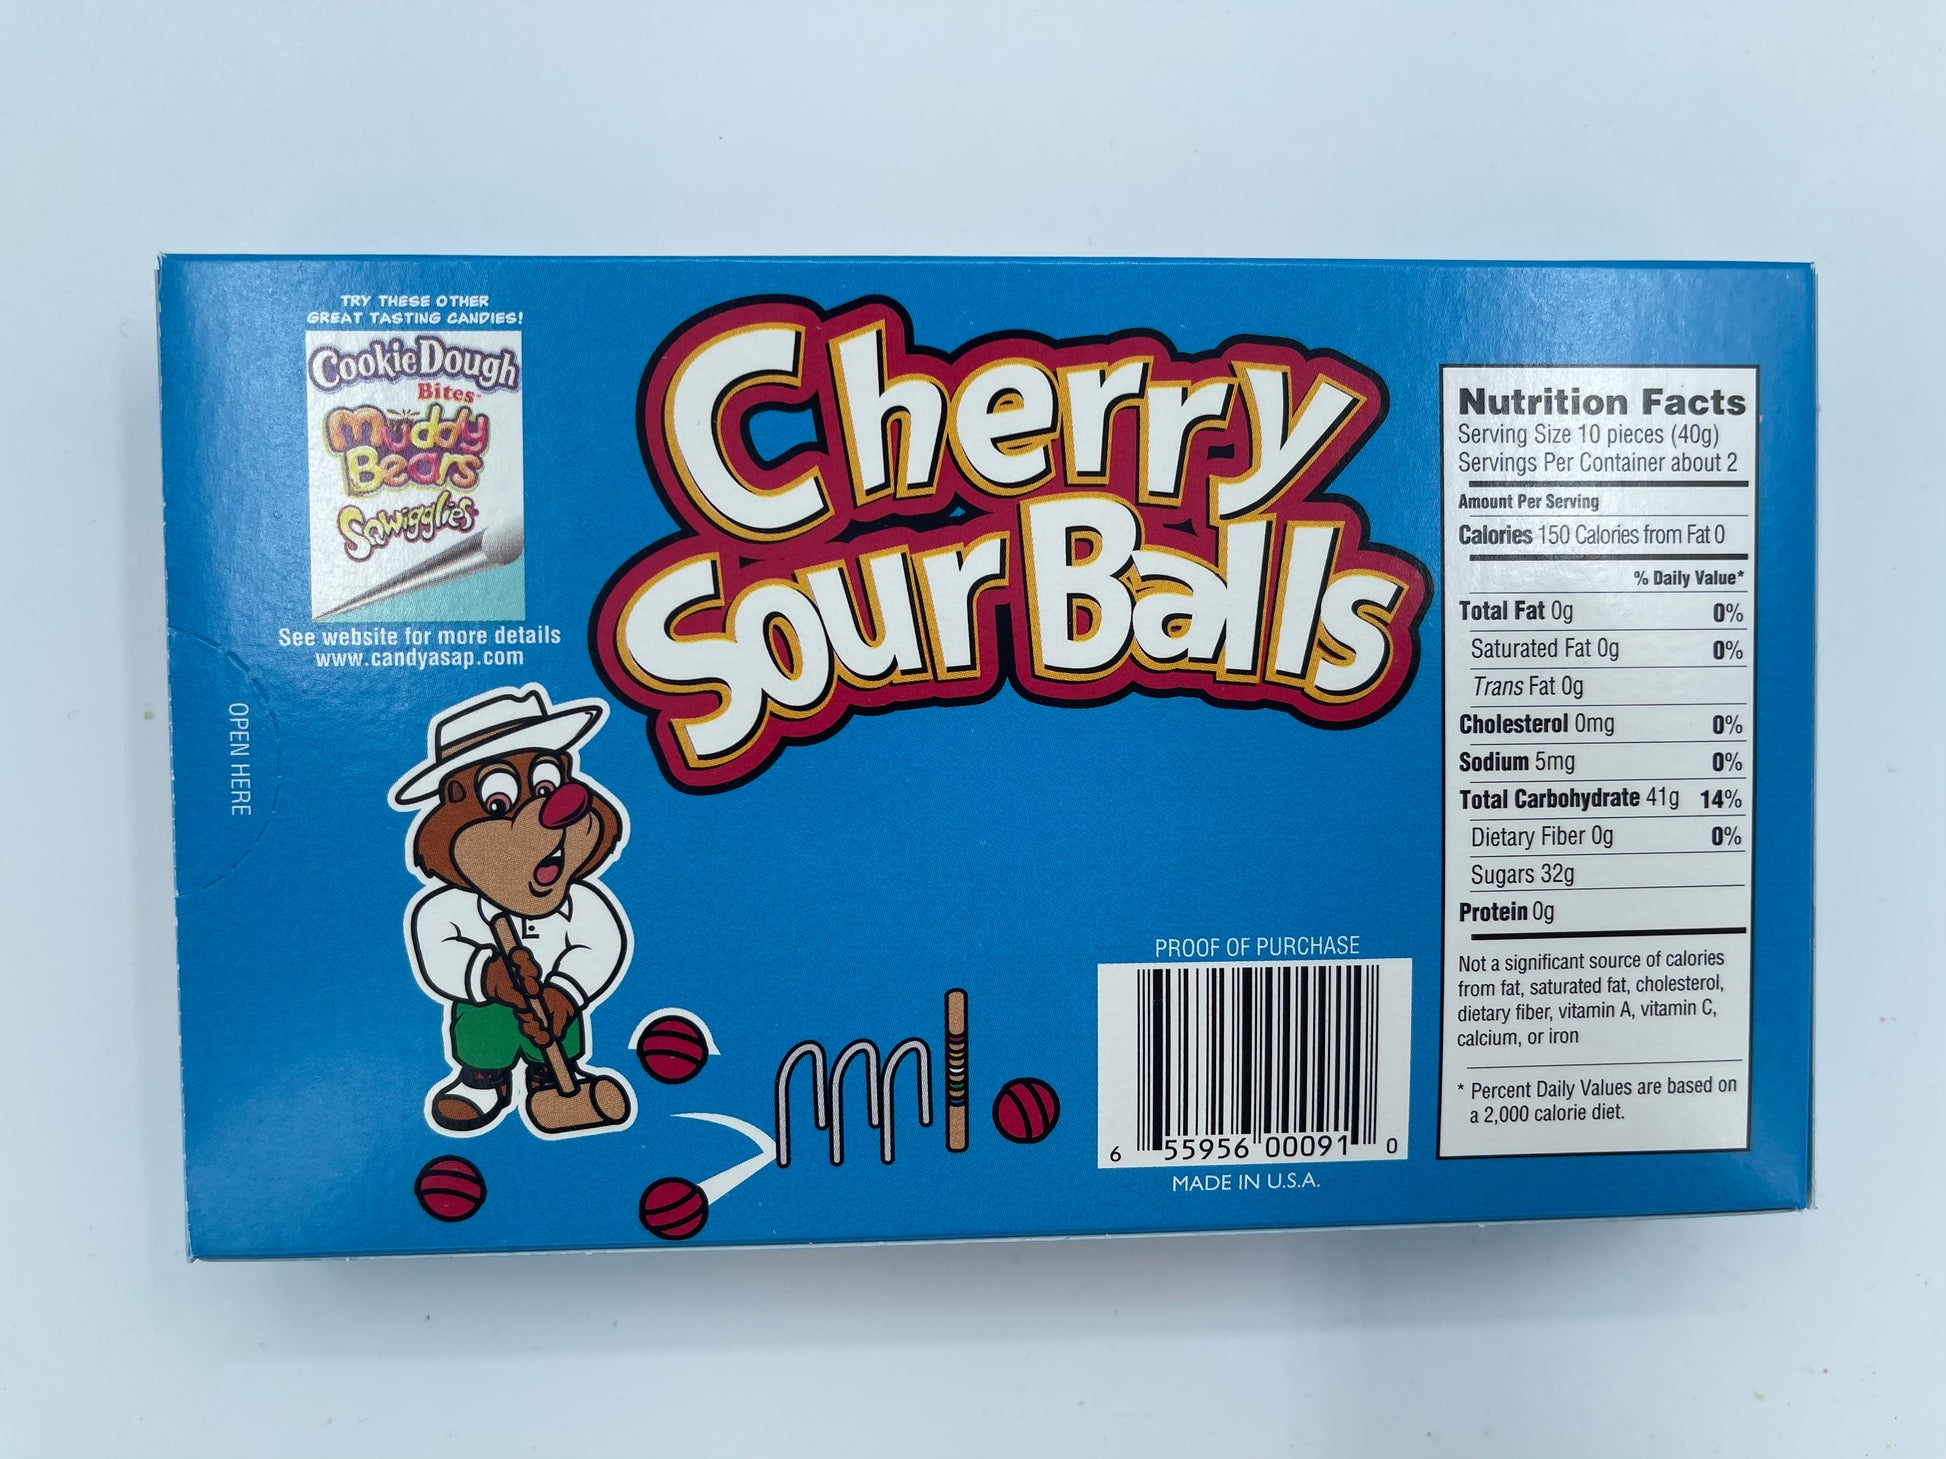 TRY THESE OTHER
GREAT TASTING CANDIES!
CookieDough
Bites
Muddy
Bears
Sqwigglies
See website for more details
www.candyasap.com
OPEN HERE
Cherry
Sour Balls
PROOF OF PURCHASE
6 55956 00091 0
MADE IN U.S.A.
Nutrition Facts
Serving Size 10 pieces (40g)
Servings Per Container about 2
Amount Per Serving
Calories 150 Calories from Fat 0
% Daily Value*
Total Fat 0g 0%
Saturated Fat 0g 0%
Trans Fat 0g
Cholesterol 0mg 0%
Sodium 5mg 0%
Total Carbohydrate 41g 14%
Dietary Fiber 0g 0%
Sugars 32g
Protein 0g
Not a significant source of calories
from fat, saturated fat, cholesterol,
dietary fiber, vitamin A, vitamin C,
calcium, or iron
* Percent Daily Values are based on
a 2,000 calorie diet.